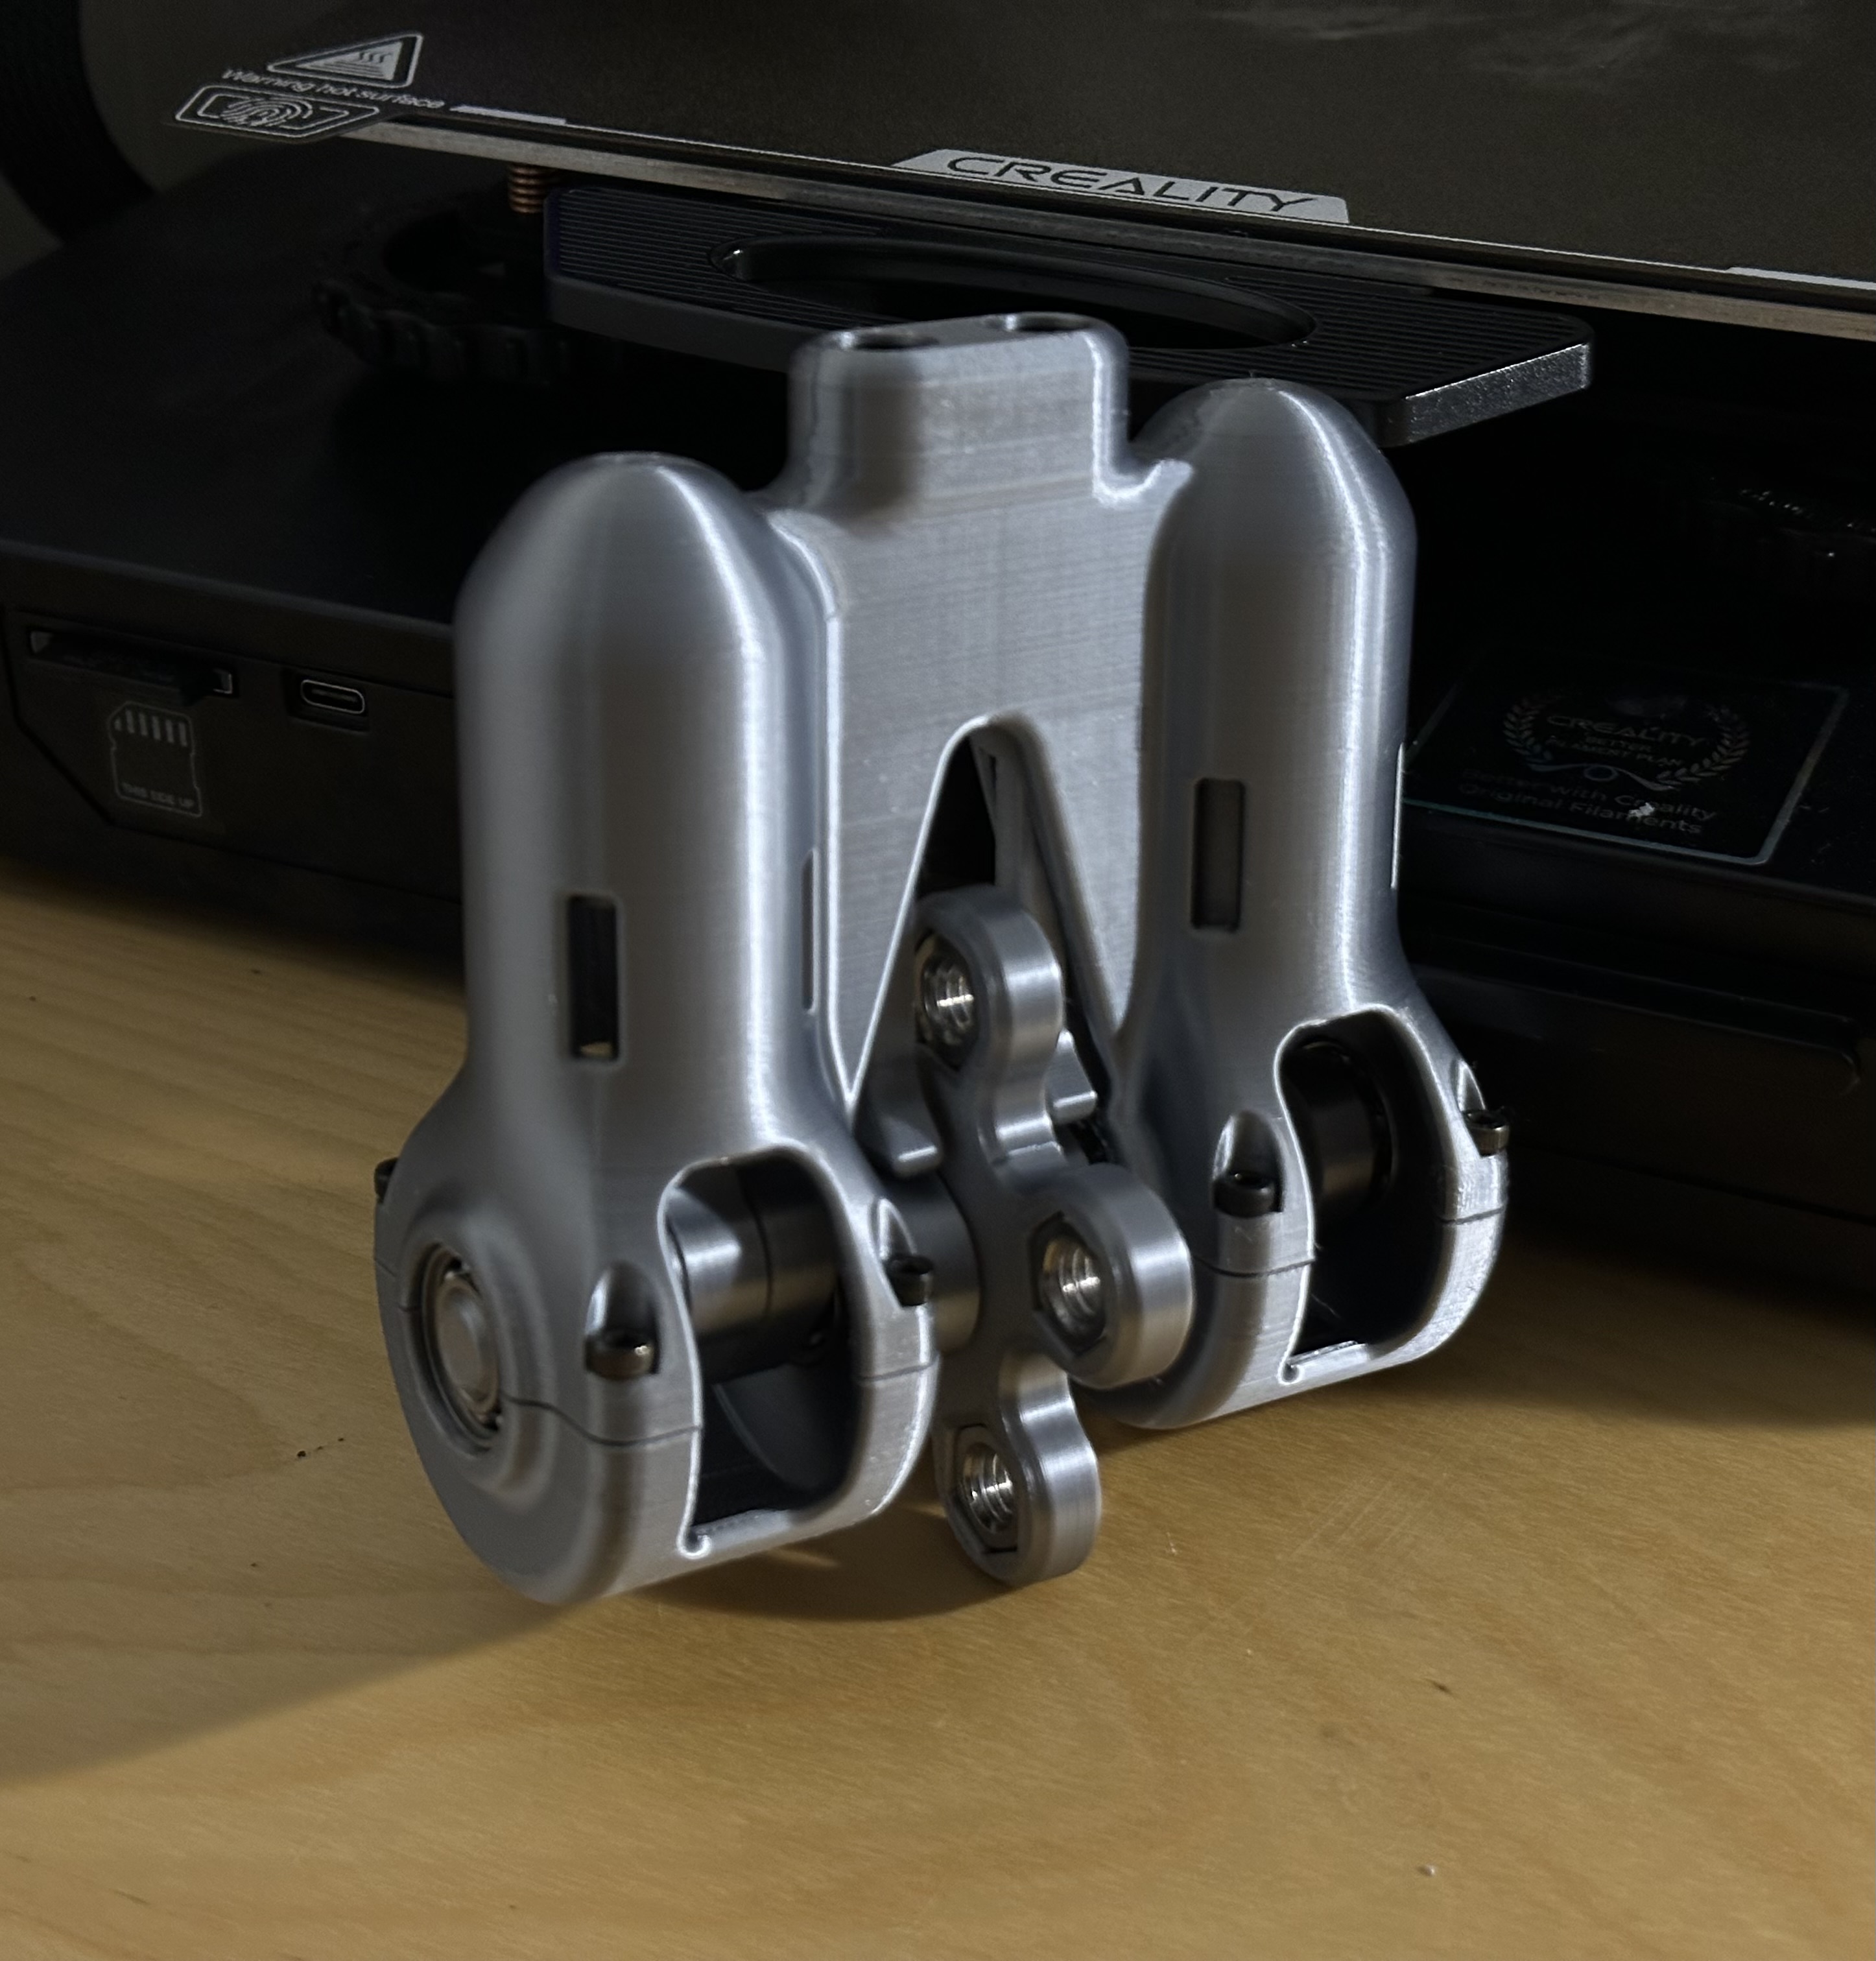 Warning hot surface
CREALITY
THIS SIDE UP
CREALITY
BETTER
FILAMENT PLAN
Better with Creality
Original Filaments